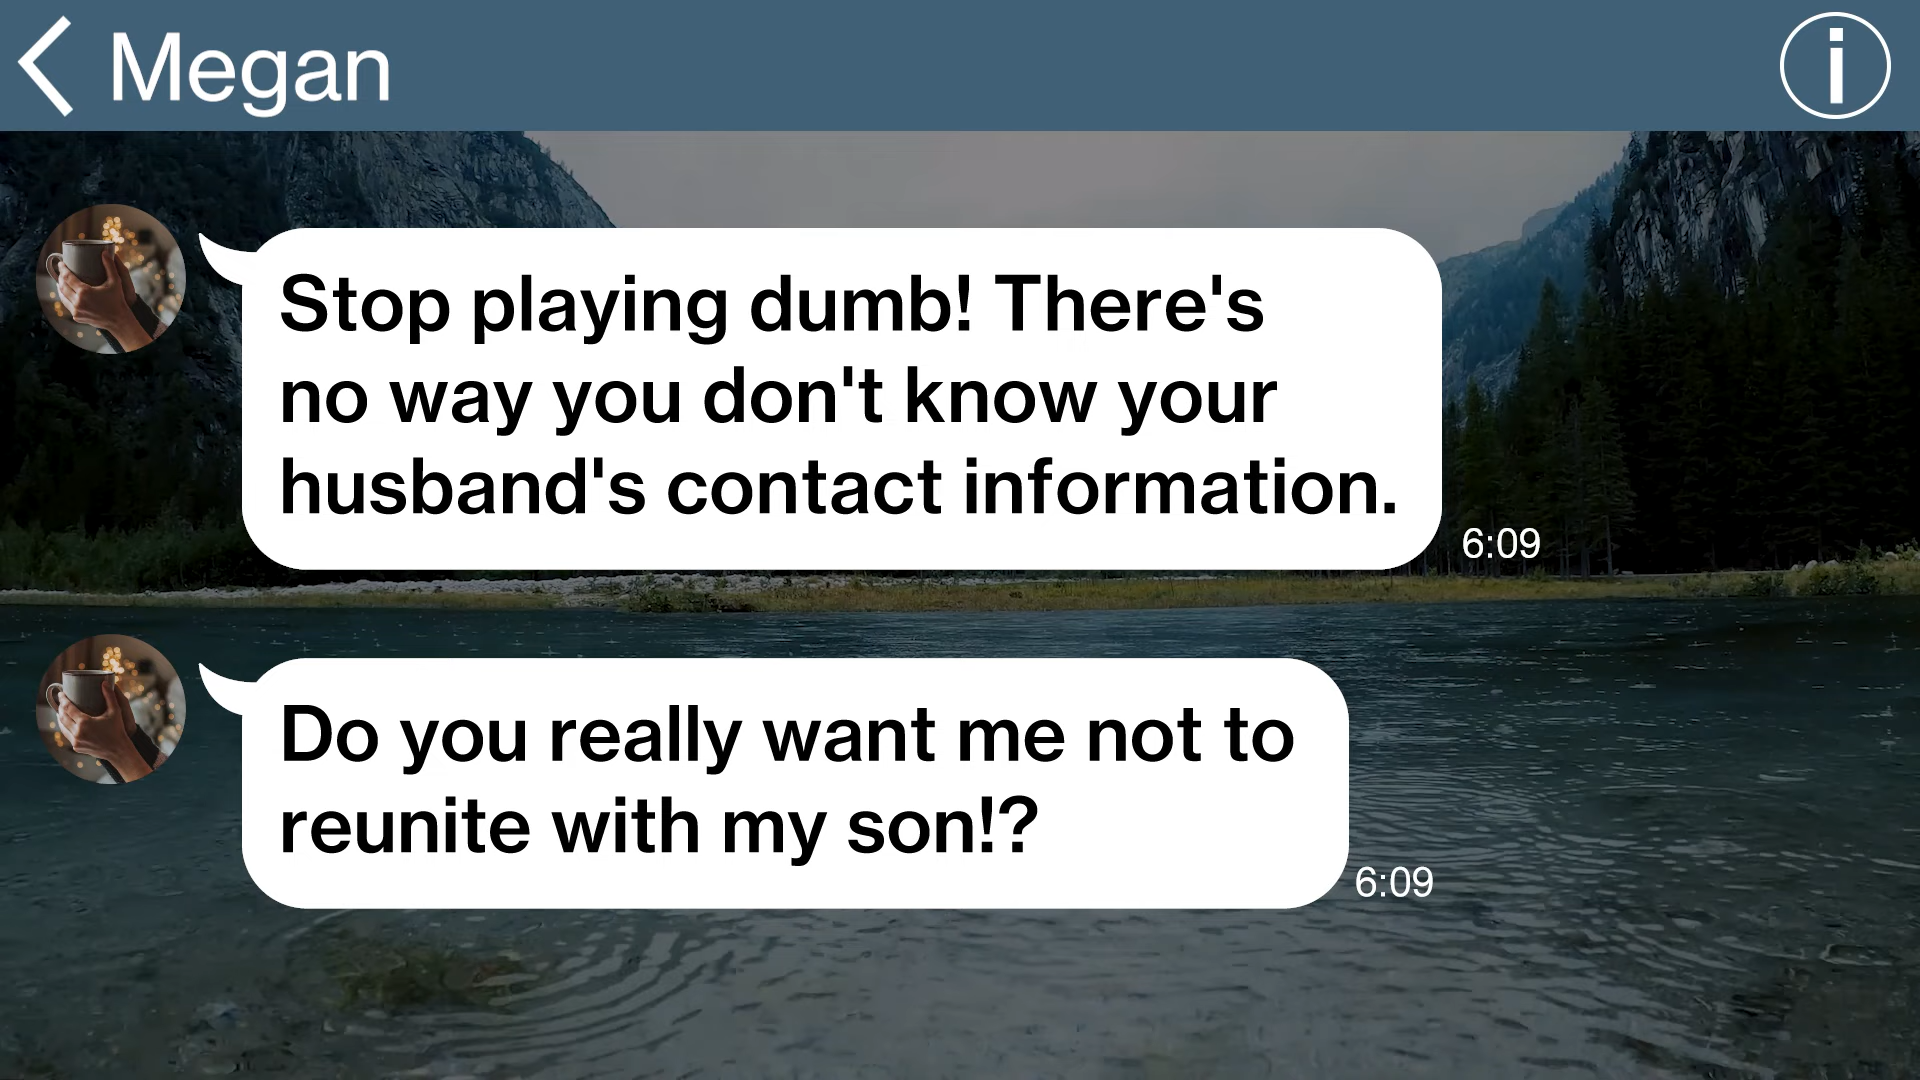 Megan
Stop playing dumb! There's
no way you don't know your
husband's contact information.
6:09
Do you really want me not to
reunite with my son!?
6:09